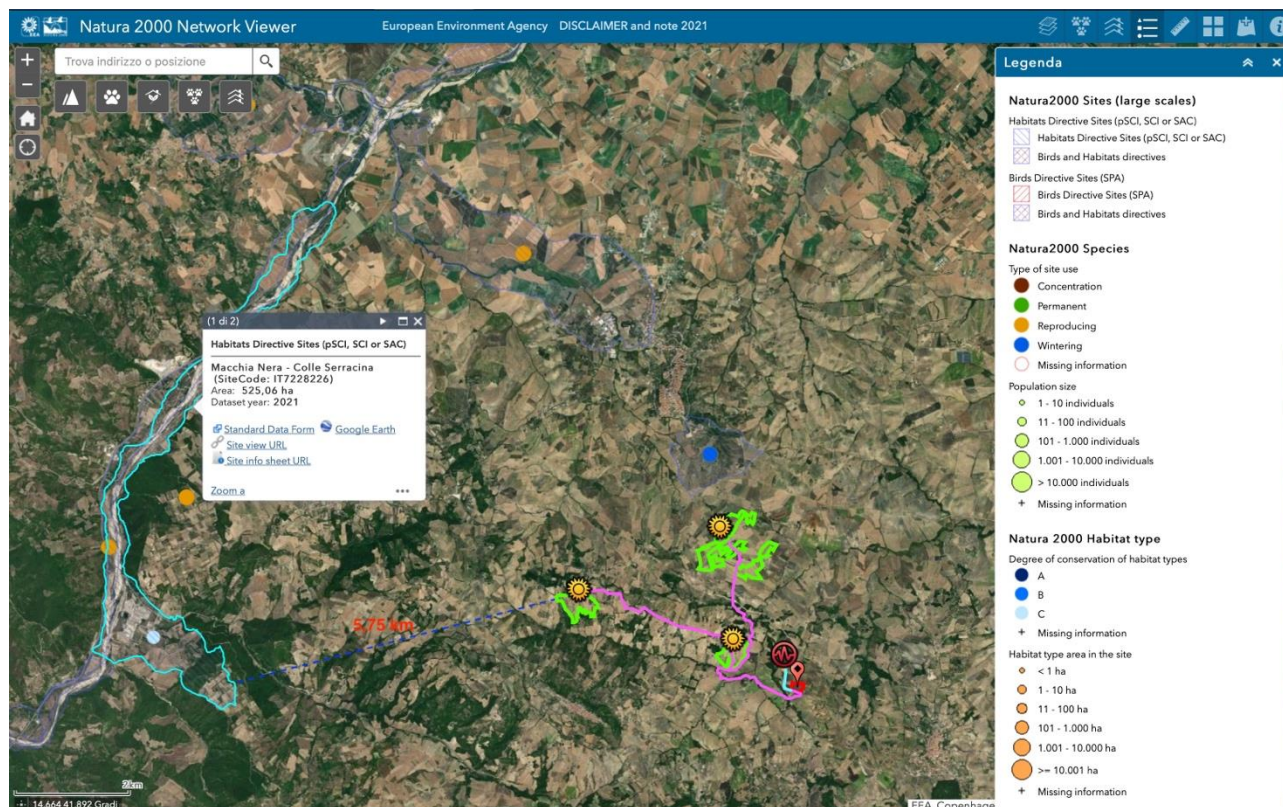 Natura 2000 Network Viewer
European Environment Agency DISCLAIMER and note 2021
Trova indirizzo o posizione
(1 di 2)
Habitats Directive Sites (pSCI, SCI or SAC)
Macchia Nera - Colle Serracina
(SiteCode: IT7228226)
Area: 525,06 ha
Dataset year: 2021
Standard Data Form Google Earth
Site view URL
Site info sheet URL
Zoom a
5,75 km
2km
14,664 41,892 Gradi
EEA, Copenhage
Legenda
Natura2000 Sites (large scales)
Habitats Directive Sites (pSCI, SCI or SAC)
Habitats Directive Sites (pSCI, SCI or SAC)
Birds and Habitats directives
Birds Directive Sites (SPA)
Birds Directive Sites (SPA)
Birds and Habitats directives
Natura2000 Species
Type of site use
Concentration
Permanent
Reproducing
Wintering
Missing information
Population size
1 - 10 individuals
11 - 100 individuals
101 - 1.000 individuals
1.001 - 10.000 individuals
> 10.000 individuals
Missing information
Natura 2000 Habitat type
Degree of conservation of habitat types
A
B
C
Missing information
Habitat type area in the site
< 1 ha
1 - 10 ha
11 - 100 ha
101 - 1.000 ha
1.001 - 10.000 ha
>= 10.001 ha
Missing information